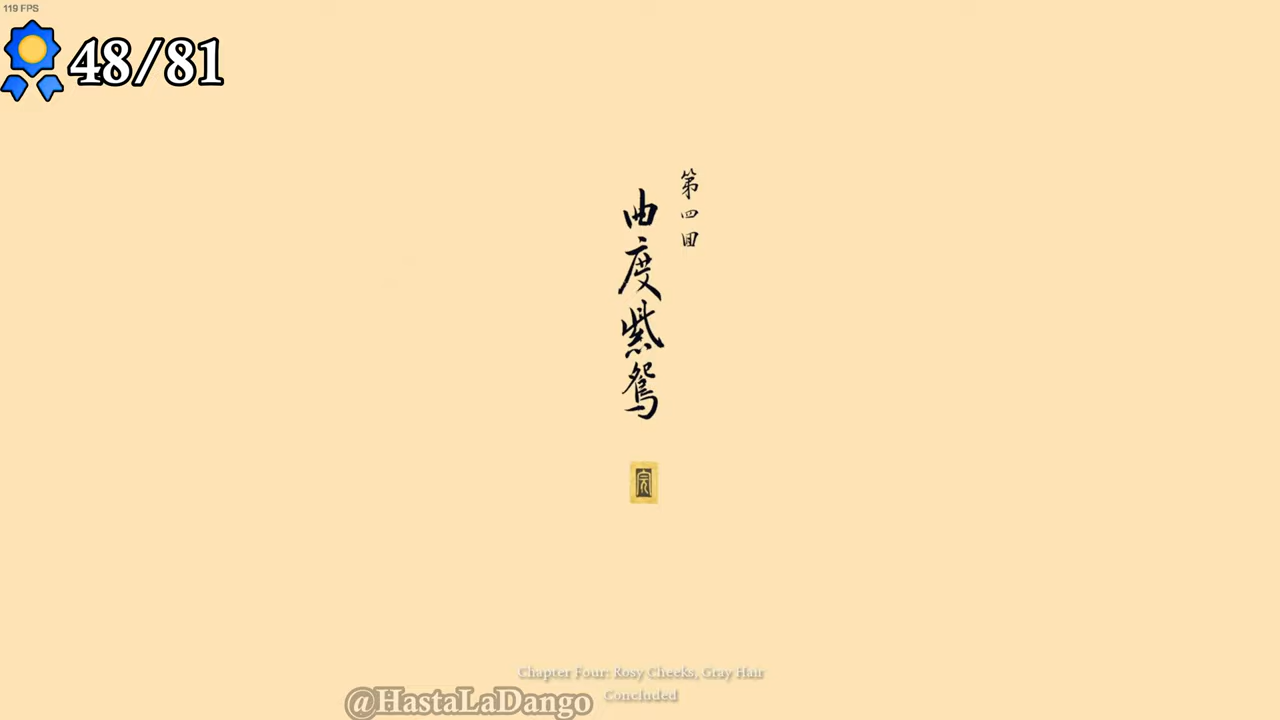 119 FPS
48/81
第四回
曲度紫鴛
完
Chapter Four: Rosy Cheeks, Gray Hair
Concluded
@HastaLaDango